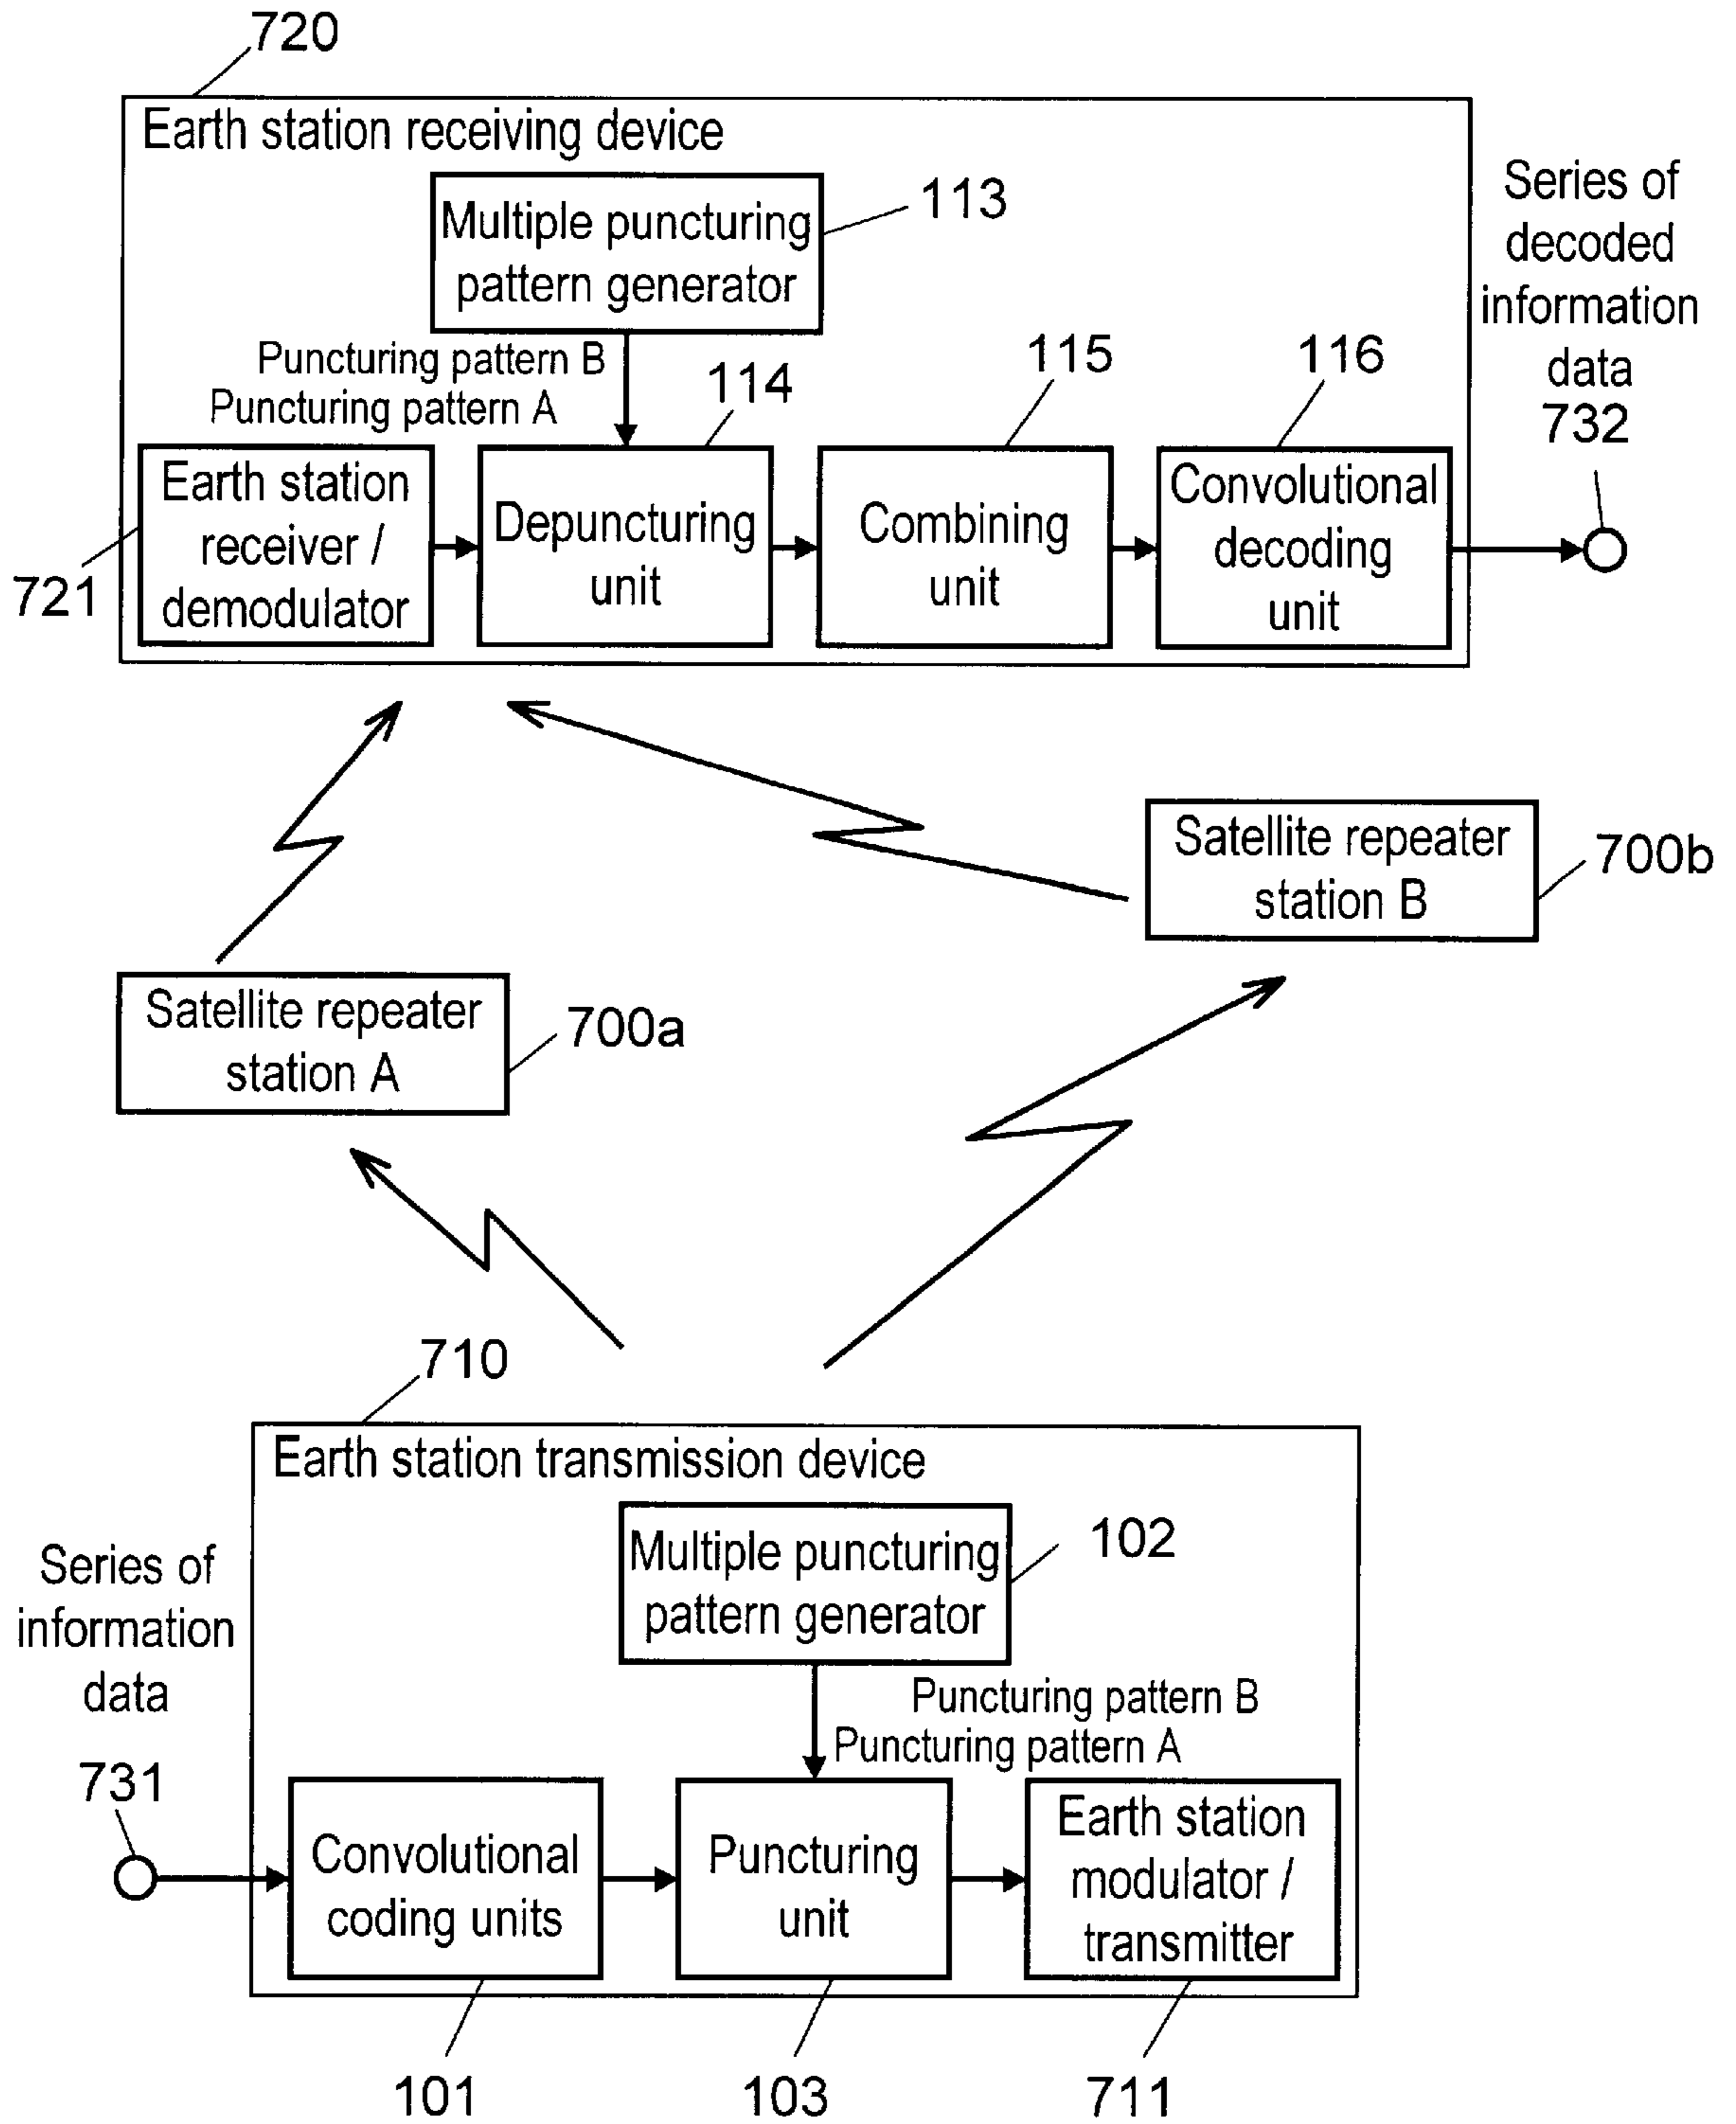 720
Earth station receiving device
Multiple puncturing
pattern generator
113
Series of
decoded
information
data
732
Puncturing pattern B
Puncturing pattern A
114
115
116
Earth station
receiver /
demodulator
721
Depuncturing
unit
Combining
unit
Convolutional
decoding
unit
Satellite repeater
station B
700b
Satellite repeater
station A
700a
710
Earth station transmission device
Multiple puncturing
pattern generator
102
Series of
information
data
731
Puncturing pattern B
Puncturing pattern A
Convolutional
coding units
Puncturing
unit
Earth station
modulator /
transmitter
101
103
711